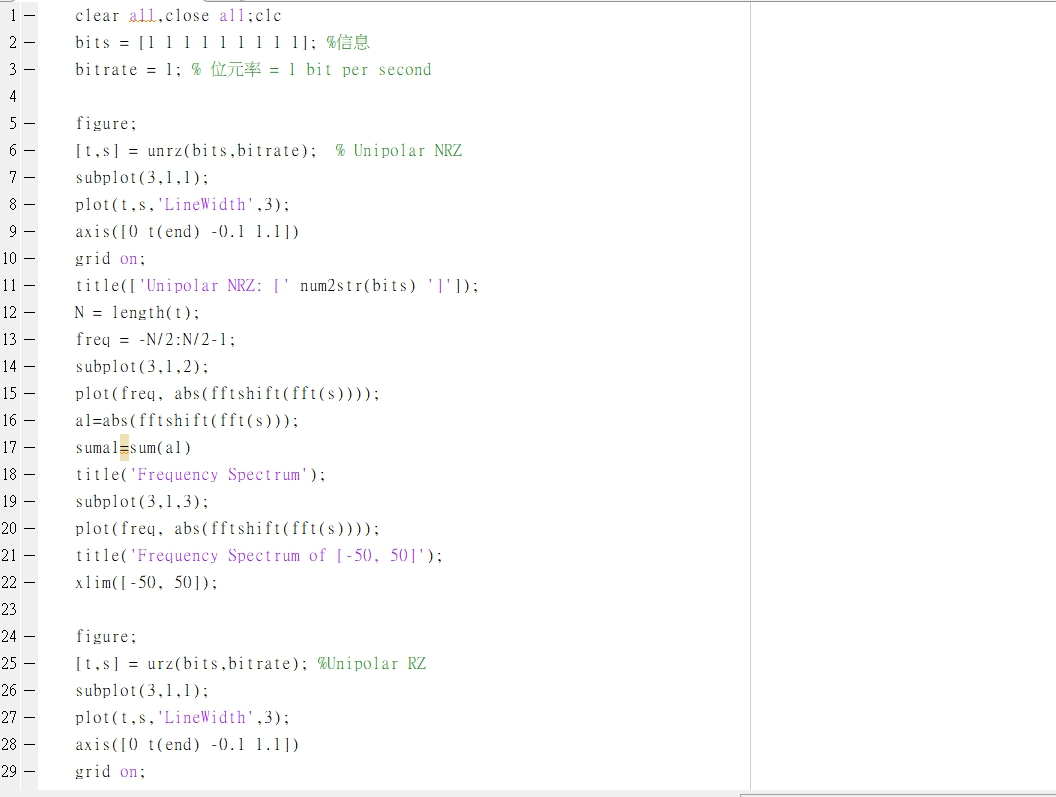 1 – clear all,close all;clc
2 – bits = [1 1 1 1 1 1 1 1 1]; %信息
3 – bitrate = 1; % 位元率 = 1 bit per second
4
5 – figure;
6 – [t,s] = unrz(bits,bitrate); % Unipolar NRZ
7 – subplot(3,1,1);
8 – plot(t,s,'LineWidth',3);
9 – axis([0 t(end) -0.1 1.1])
10 – grid on;
11 – title(['Unipolar NRZ: [' num2str(bits) ']']);
12 – N = length(t);
13 – freq = -N/2:N/2-1;
14 – subplot(3,1,2);
15 – plot(freq, abs(fftshift(fft(s))));
16 – a1=abs(fftshift(fft(s)));
17 – suma1=sum(a1)
18 – title('Frequency Spectrum');
19 – subplot(3,1,3);
20 – plot(freq, abs(fftshift(fft(s))));
21 – title('Frequency Spectrum of [-50, 50]');
22 – xlim([-50, 50]);
23
24 – figure;
25 – [t,s] = urz(bits,bitrate); %Unipolar RZ
26 – subplot(3,1,1);
27 – plot(t,s,'LineWidth',3);
28 – axis([0 t(end) -0.1 1.1])
29 – grid on;